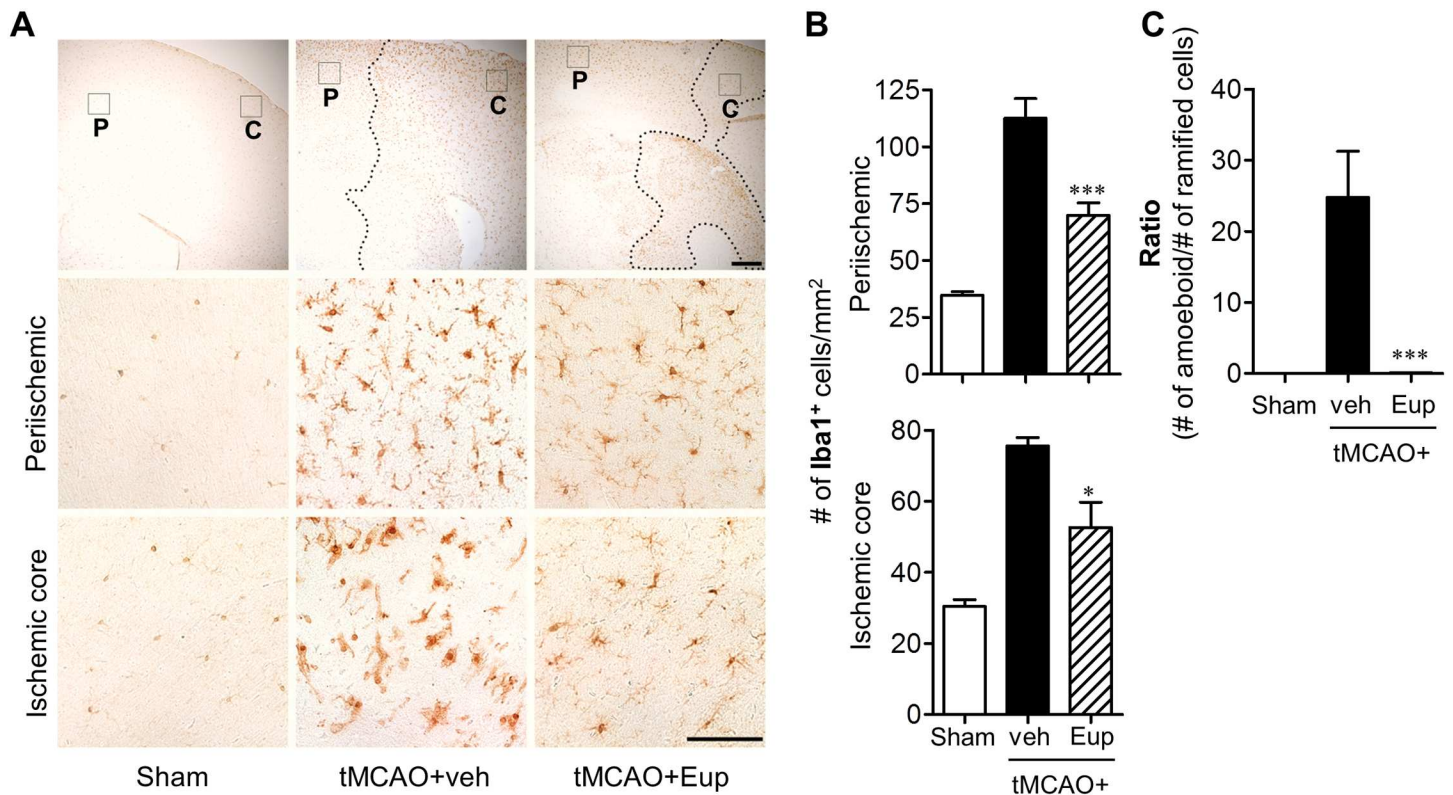 A
P
C
P
C
P
C
Periischemic
Ischemic core
Sham
tMCAO+veh
tMCAO+Eup
B
# of Iba1⁺ cells/mm²
Periischemic
125
100
75
50
25
0
***
Ischemic core
80
60
40
20
0
*
Sham
veh
Eup
tMCAO+
C
Ratio
(# of amoeboid/# of ramified cells)
40
30
20
10
0
***
Sham
veh
Eup
tMCAO+